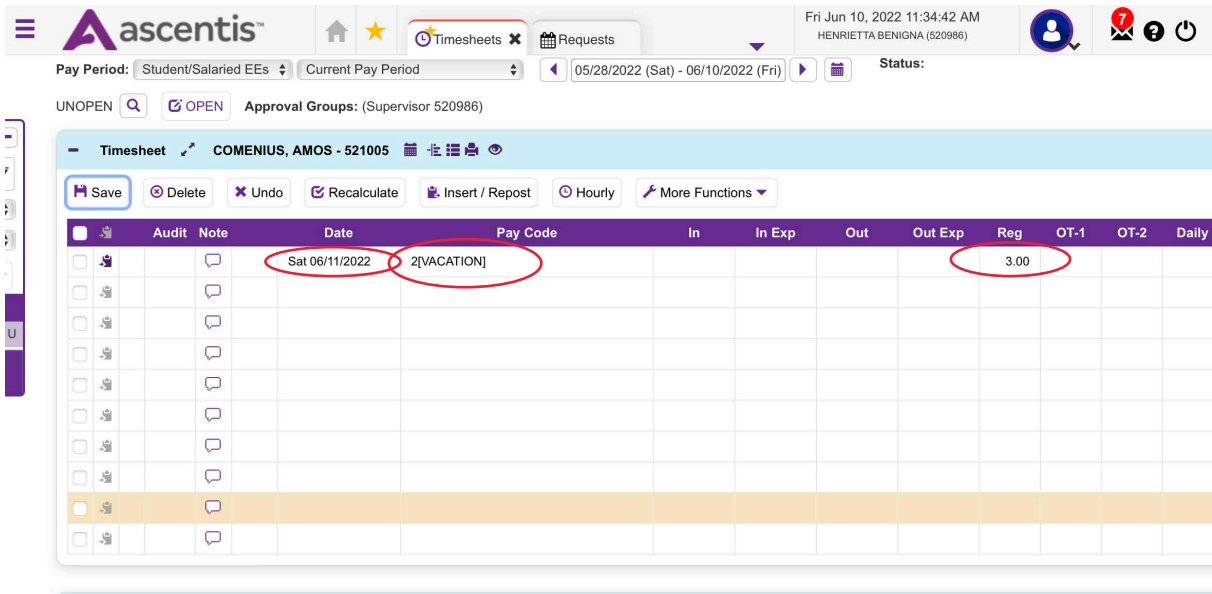 ascentis™
Timesheets
Requests
Fri Jun 10, 2022 11:34:42 AM
HENRIETTA BENIGNA (520986)
7
Pay Period: Student/Salaried EEs Current Pay Period 05/28/2022 (Sat) - 06/10/2022 (Fri) Status:
UNOPEN OPEN Approval Groups: (Supervisor 520986)
Timesheet COMENIUS, AMOS - 521005
Save Delete Undo Recalculate Insert / Repost Hourly More Functions
Audit Note Date Pay Code In In Exp Out Out Exp Reg OT-1 OT-2 Daily
Sat 06/11/2022 2[VACATION] 3.00
U